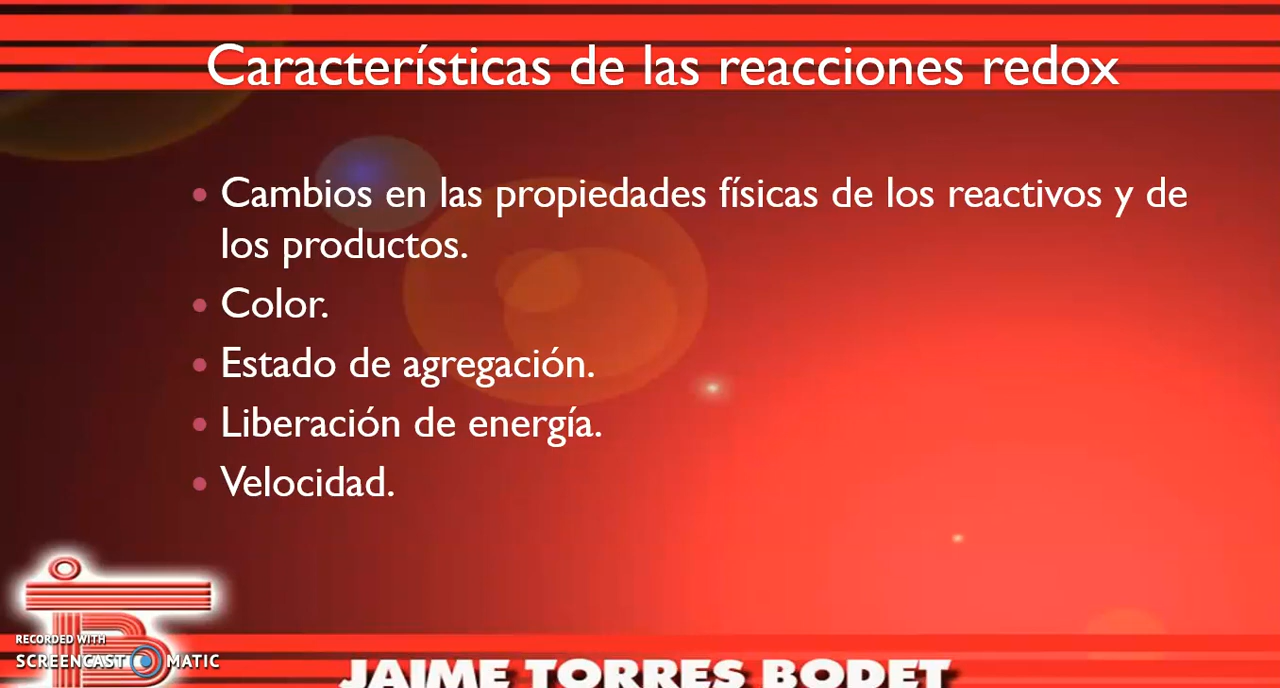 Características de las reacciones redox
• Cambios en las propiedades físicas de los reactivos y de
los productos.
• Color.
• Estado de agregación.
• Liberación de energía.
• Velocidad.
RECORDED WITH
SCREENCAST MATIC
JAIME TORRES BODET